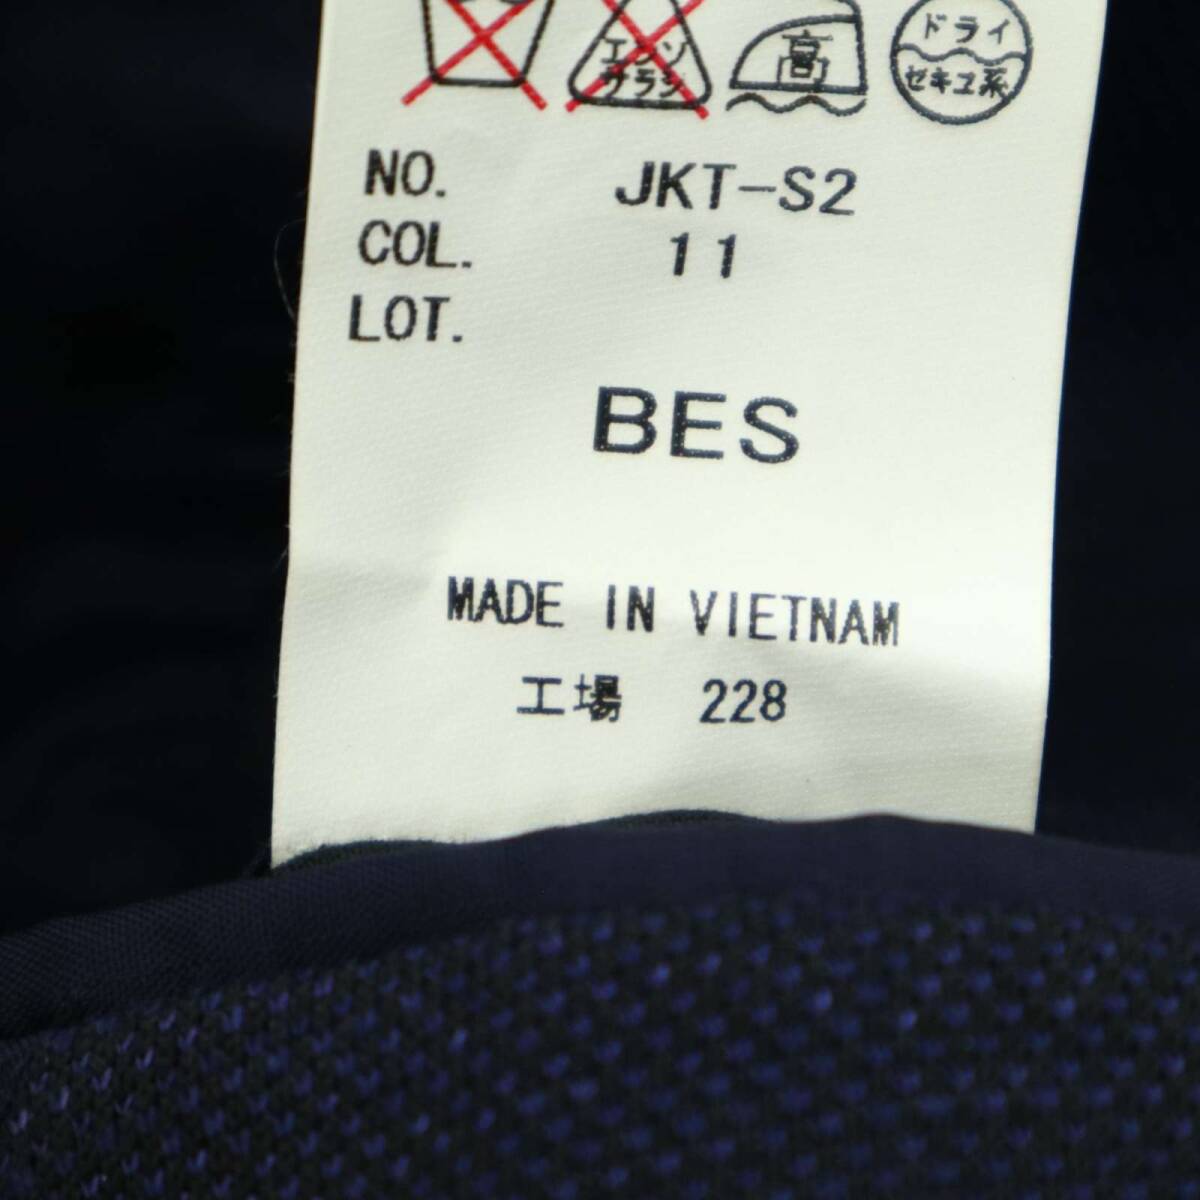 エンソ 高 ドライ
サラシ セキユ系
NO. JKT-S2
COL. 11
LOT.
BES
MADE IN VIETNAM
工場 228